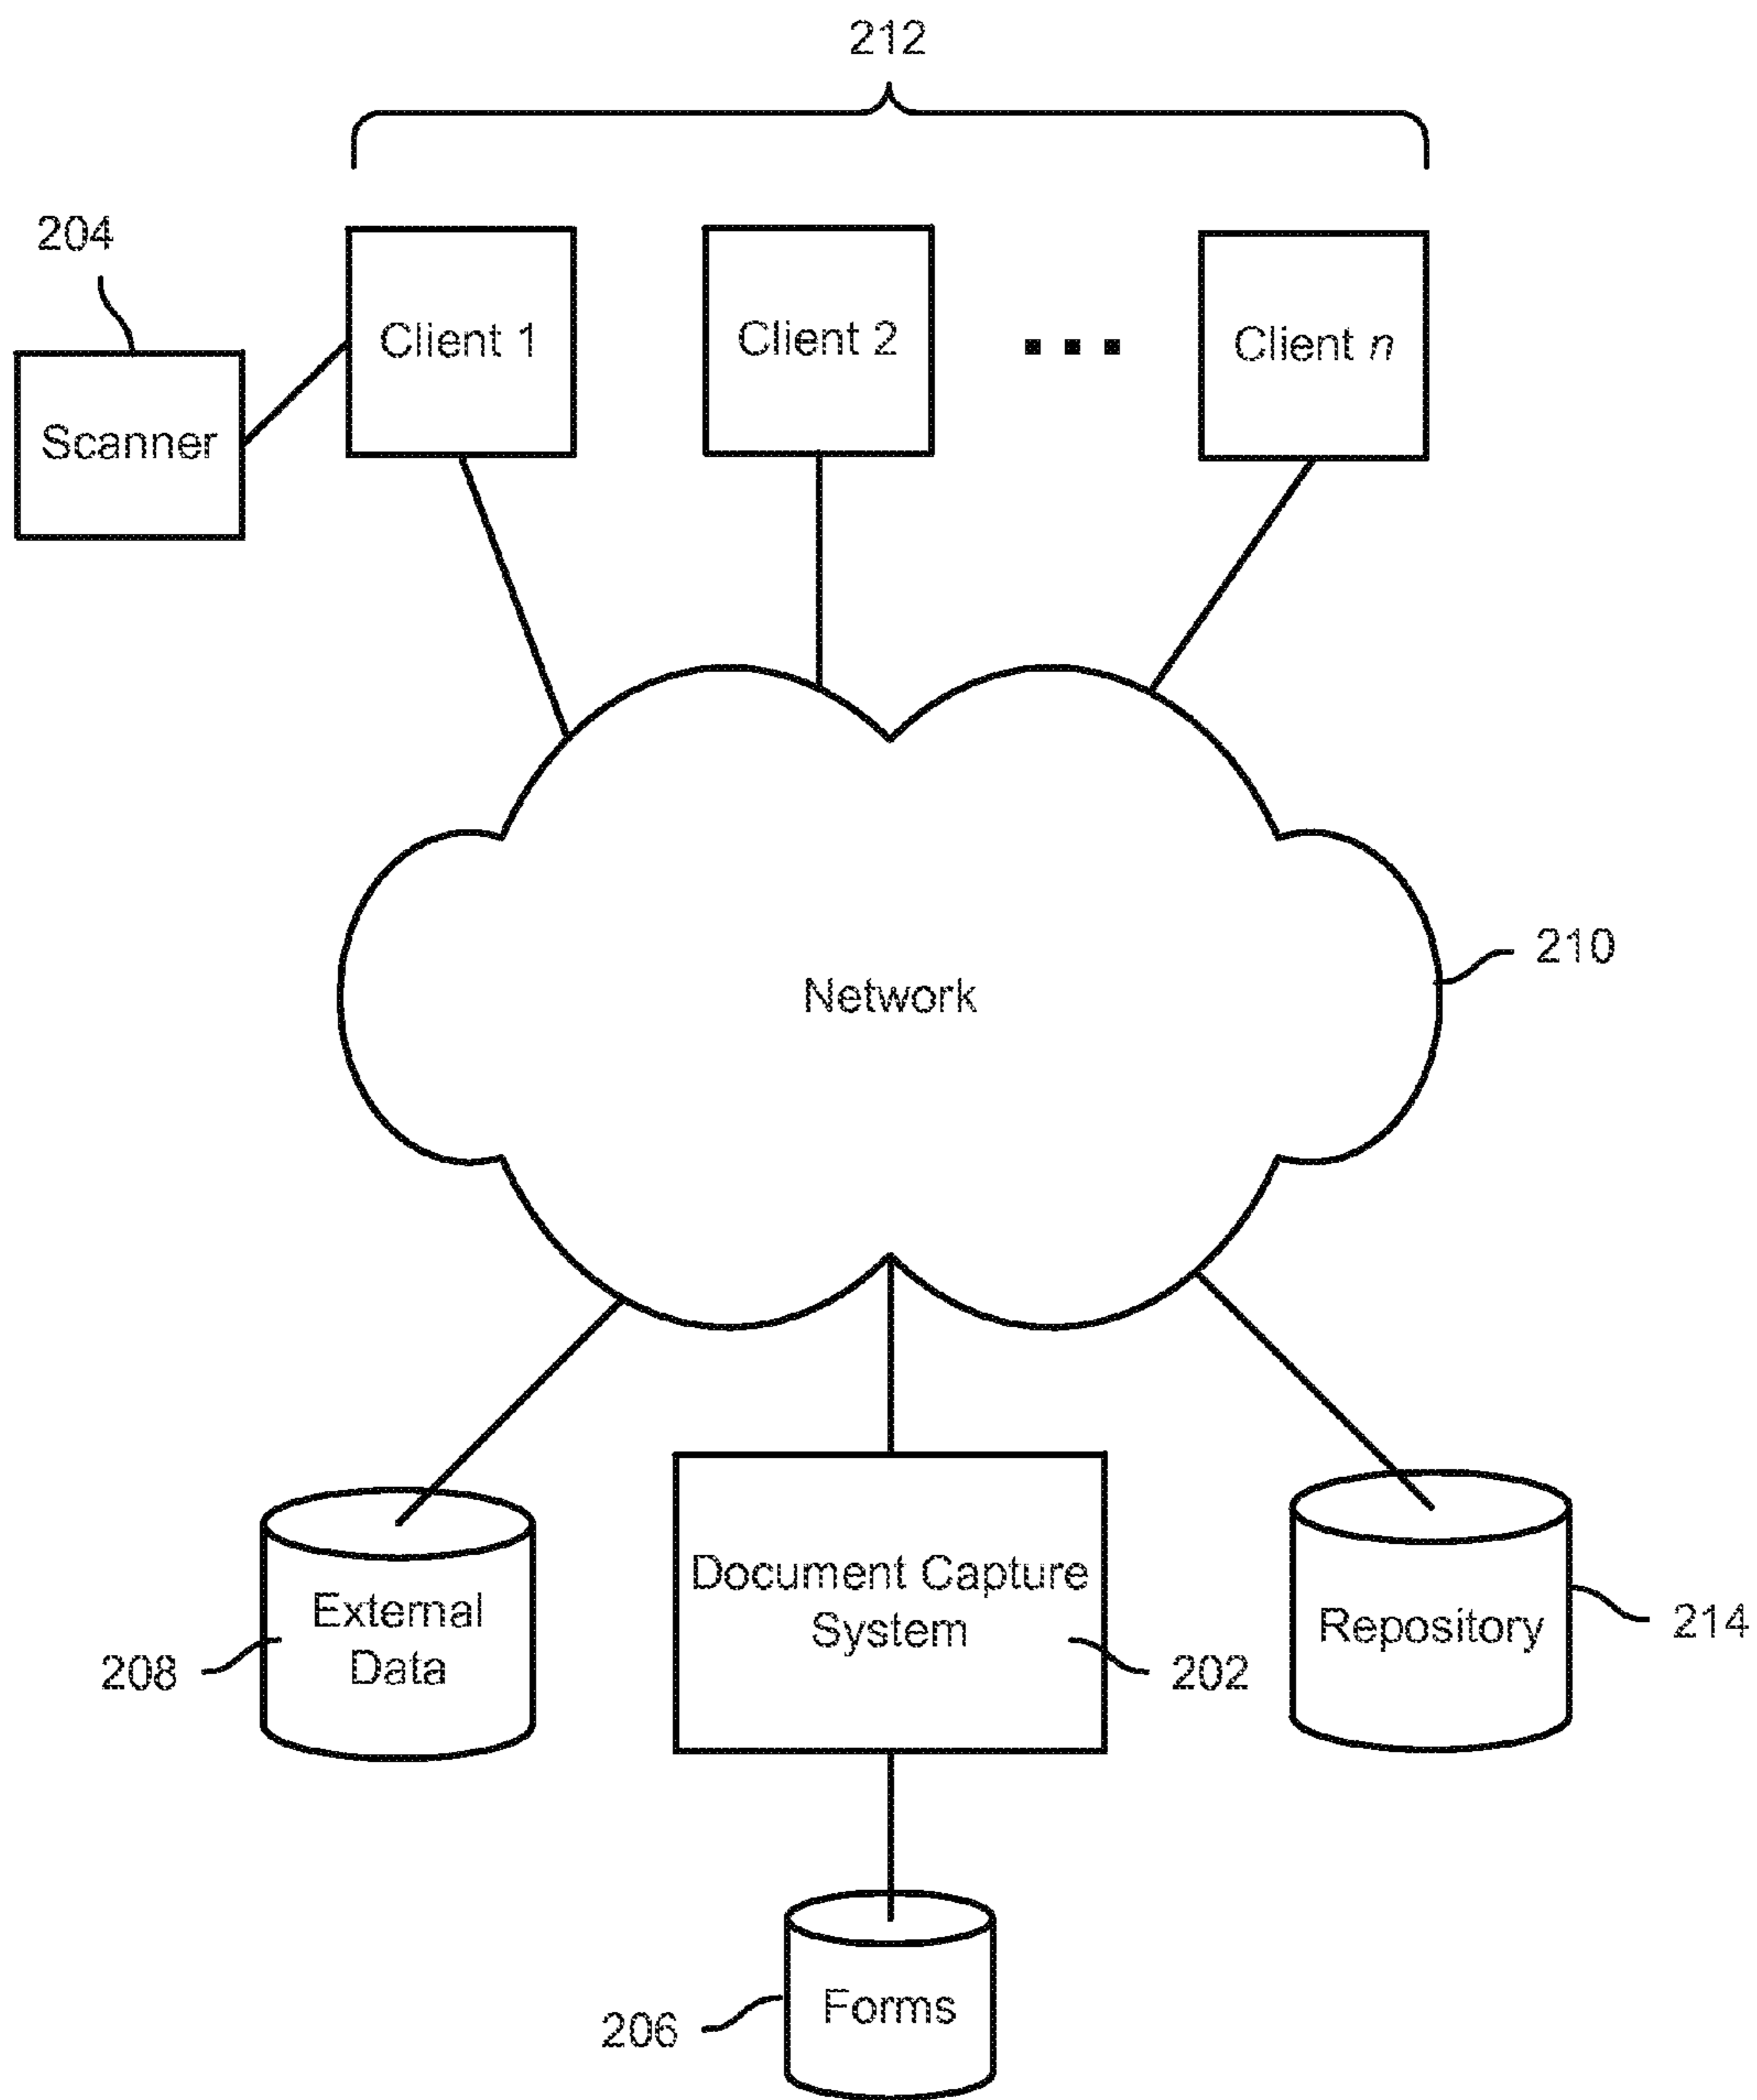 212
204
Client 1
Client 2
Client n
Scanner
210
Network
External
Data
208
Document Capture
System
202
Repository
214
Forms
206